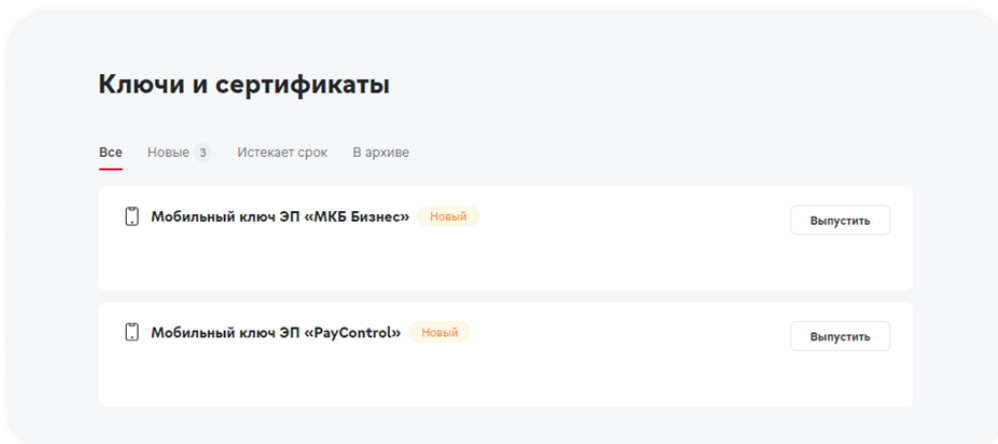 Ключи и сертификаты
Все Новые 3 Истекает срок В архиве
Мобильный ключ ЭП «МКБ Бизнес» Новый Выпустить
Мобильный ключ ЭП «PayControl» Новый Выпустить